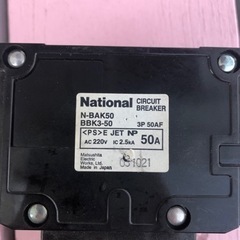 National CIRCUIT BREAKER
N-BAK50
BBK3-50 3P 50AF
<PS>E JET NP 50A
AC 220V IC 2.5kA
Matsushita
Electric
Works, Ltd.
Made in Japan